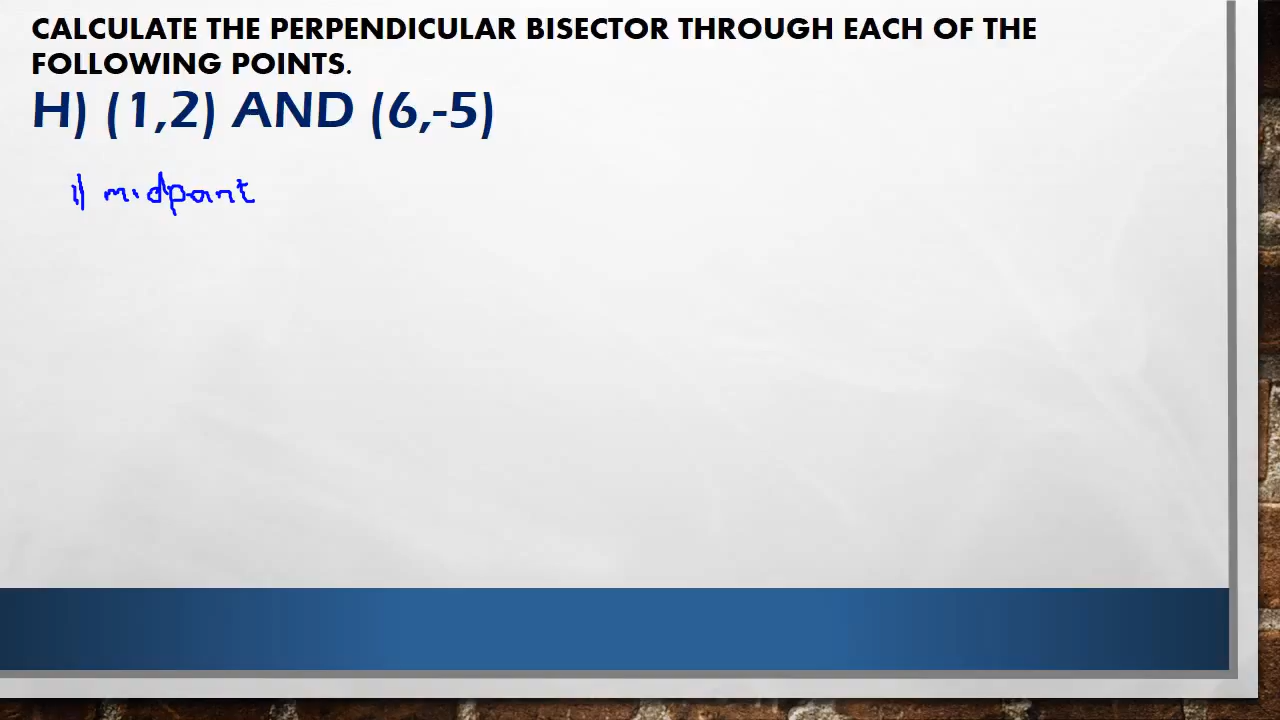 CALCULATE THE PERPENDICULAR BISECTOR THROUGH EACH OF THE
FOLLOWING POINTS.
H) (1,2) AND (6,-5)
1) midpoint